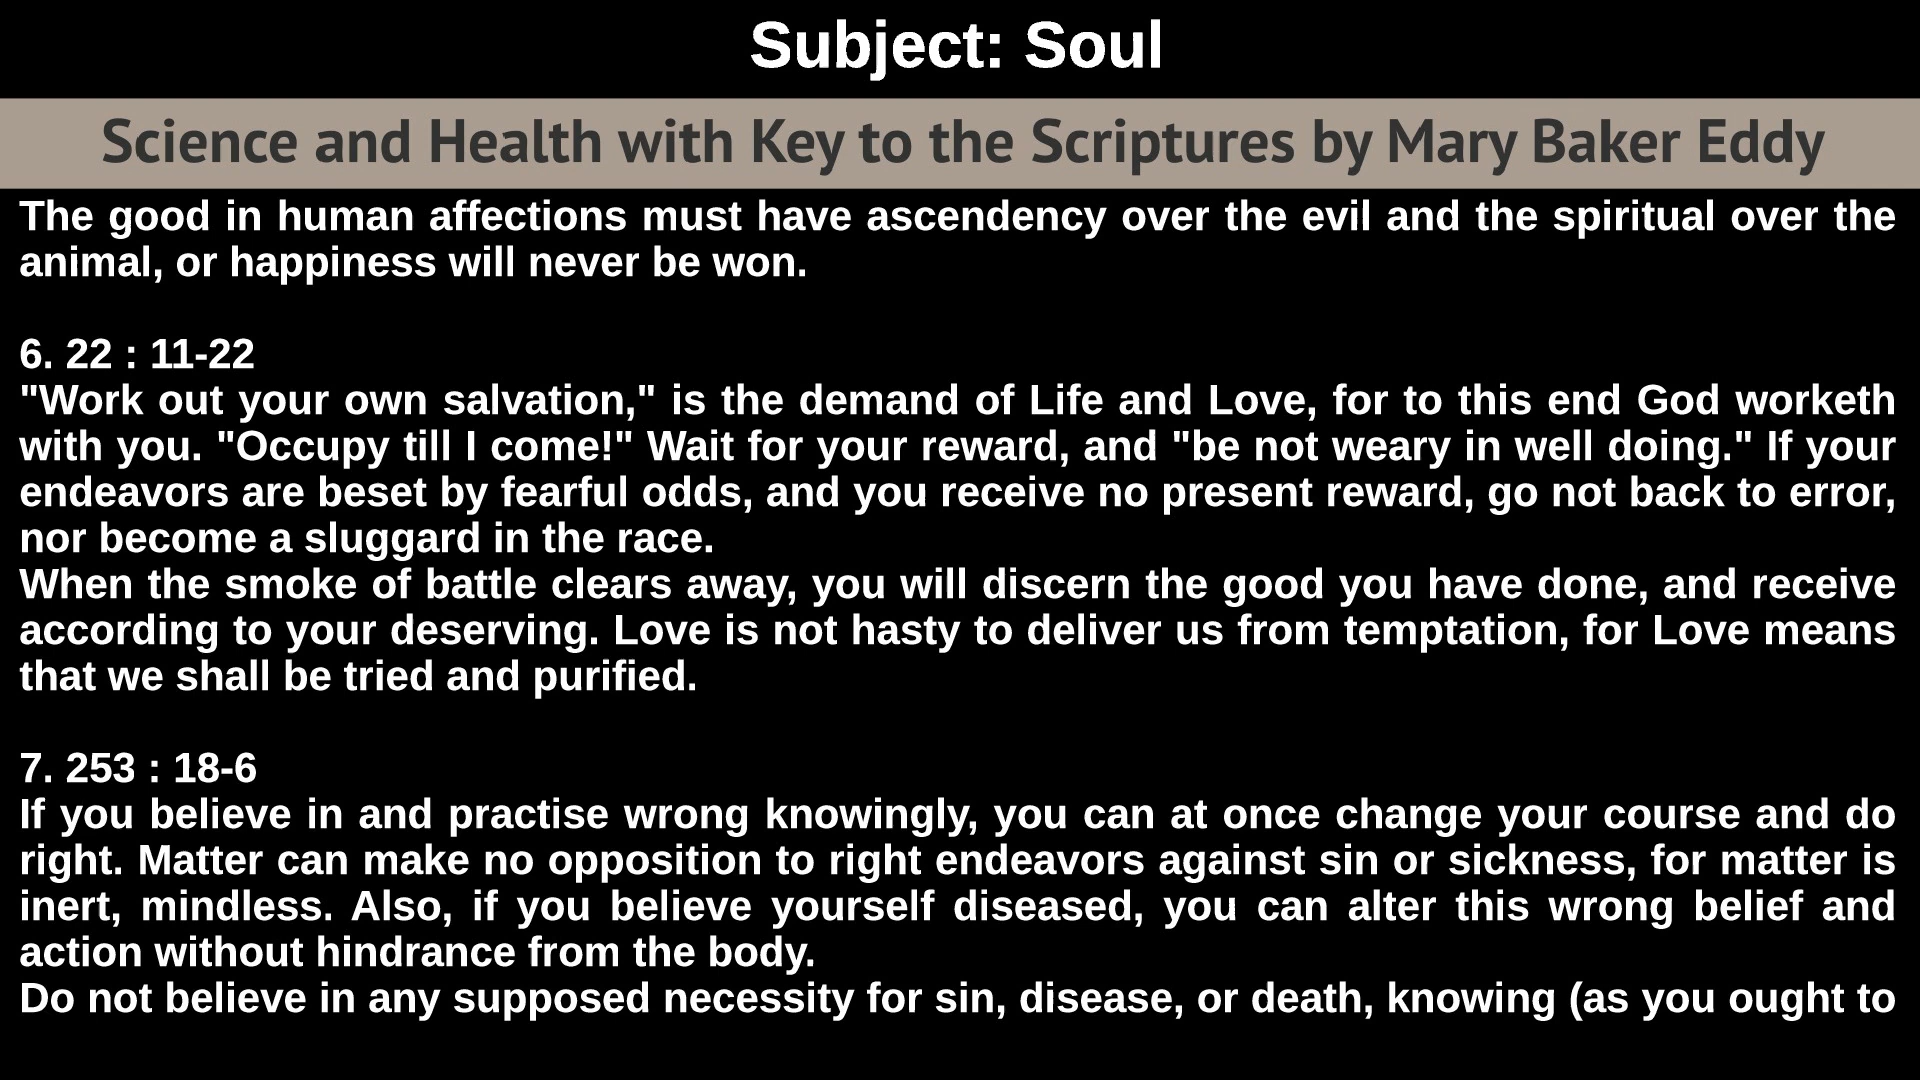 Subject: Soul
Science and Health with Key to the Scriptures by Mary Baker Eddy
The good in human affections must have ascendency over the evil and the spiritual over the
animal, or happiness will never be won.
6. 22 : 11-22
"Work out your own salvation," is the demand of Life and Love, for to this end God worketh
with you. "Occupy till I come!" Wait for your reward, and "be not weary in well doing." If your
endeavors are beset by fearful odds, and you receive no present reward, go not back to error,
nor become a sluggard in the race.
When the smoke of battle clears away, you will discern the good you have done, and receive
according to your deserving. Love is not hasty to deliver us from temptation, for Love means
that we shall be tried and purified.
7. 253 : 18-6
If you believe in and practise wrong knowingly, you can at once change your course and do
right. Matter can make no opposition to right endeavors against sin or sickness, for matter is
inert, mindless. Also, if you believe yourself diseased, you can alter this wrong belief and
action without hindrance from the body.
Do not believe in any supposed necessity for sin, disease, or death, knowing (as you ought to